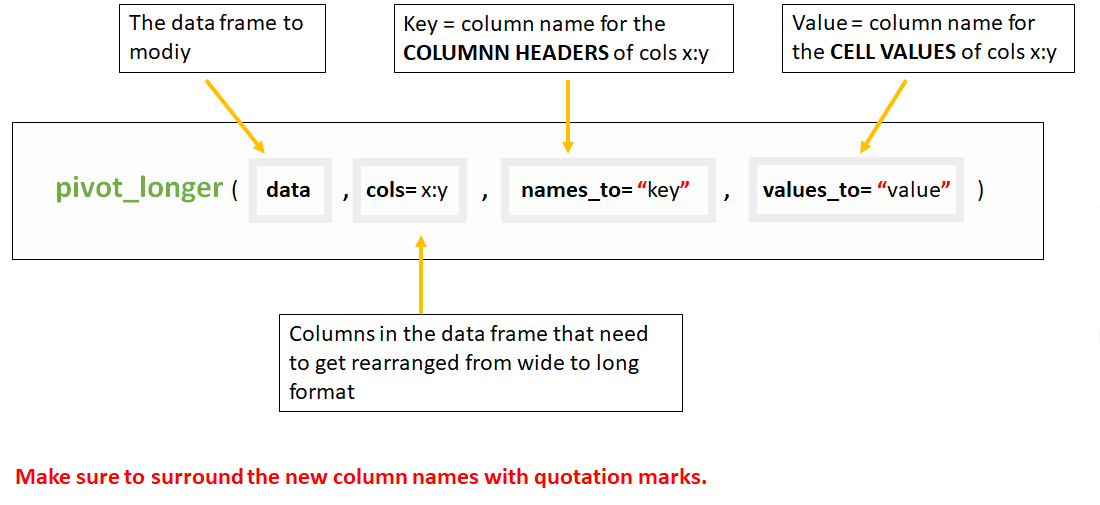 The data frame to
modiy
Key = column name for the
COLUMNN HEADERS of cols x:y
Value = column name for
the CELL VALUES of cols x:y
pivot_longer ( data , cols= x:y , names_to= “key” , values_to= “value” )
Columns in the data frame that need
to get rearranged from wide to long
format
Make sure to surround the new column names with quotation marks.